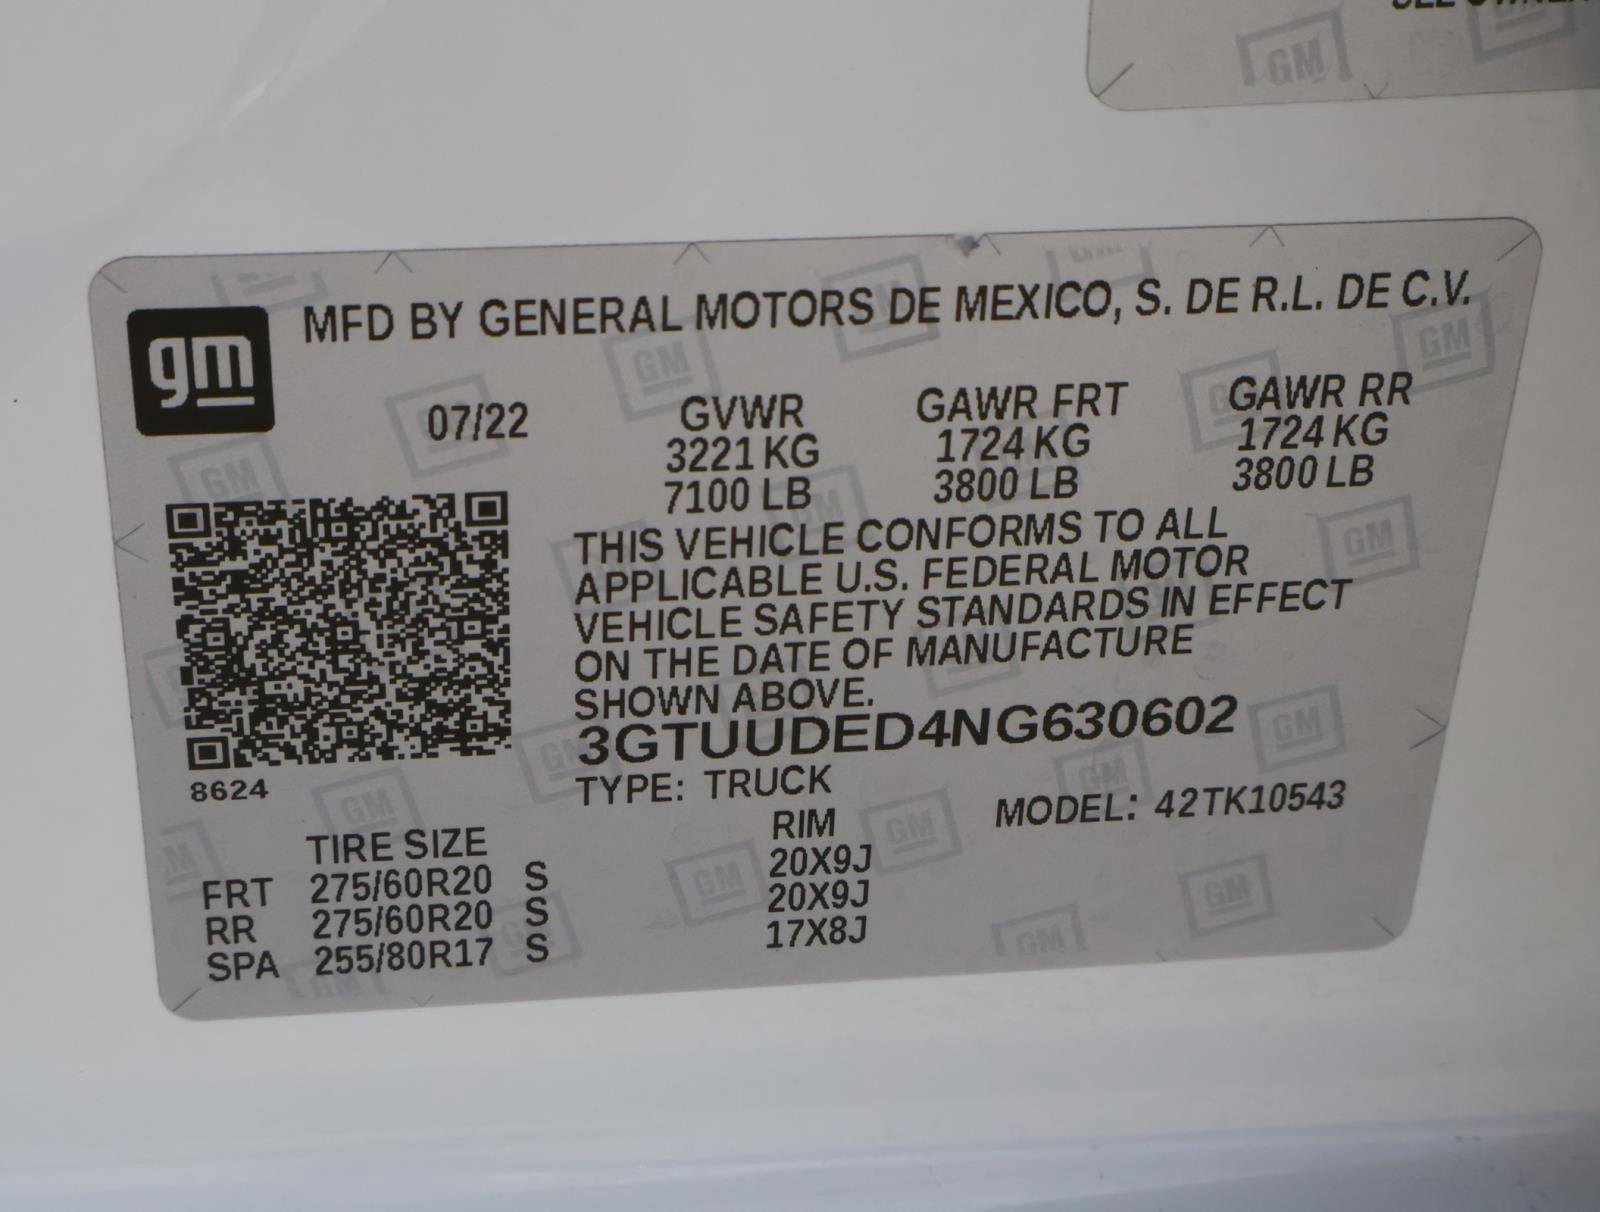 gm
MFD BY GENERAL MOTORS DE MEXICO, S. DE R.L. DE C.V.
07/22 GVWR GAWR FRT GAWR RR
3221 KG 1724 KG 1724 KG
7100 LB 3800 LB 3800 LB
THIS VEHICLE CONFORMS TO ALL
APPLICABLE U.S. FEDERAL MOTOR
VEHICLE SAFETY STANDARDS IN EFFECT
ON THE DATE OF MANUFACTURE
SHOWN ABOVE.
3GTUUDED4NG630602
8624
TYPE: TRUCK MODEL: 42TK10543
TIRE SIZE RIM
FRT 275/60R20 S 20X9J
RR 275/60R20 S 20X9J
SPA 255/80R17 S 17X8J